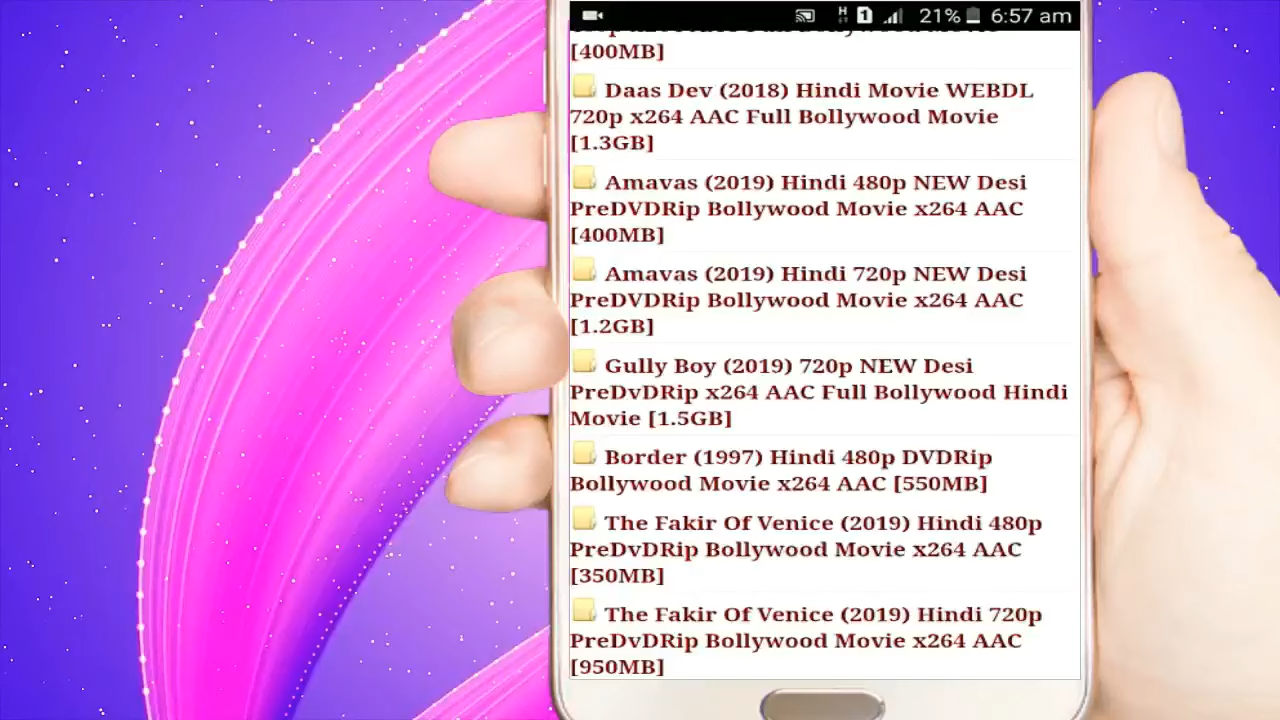 H 1 21% 6:57 am
[400MB]
Daas Dev (2018) Hindi Movie WEBDL
720p x264 AAC Full Bollywood Movie
[1.3GB]
Amavas (2019) Hindi 480p NEW Desi
PreDVDRip Bollywood Movie x264 AAC
[400MB]
Amavas (2019) Hindi 720p NEW Desi
PreDVDRip Bollywood Movie x264 AAC
[1.2GB]
Gully Boy (2019) 720p NEW Desi
PreDvDRip x264 AAC Full Bollywood Hindi
Movie [1.5GB]
Border (1997) Hindi 480p DVDRip
Bollywood Movie x264 AAC [550MB]
The Fakir Of Venice (2019) Hindi 480p
PreDvDRip Bollywood Movie x264 AAC
[350MB]
The Fakir Of Venice (2019) Hindi 720p
PreDvDRip Bollywood Movie x264 AAC
[950MB]